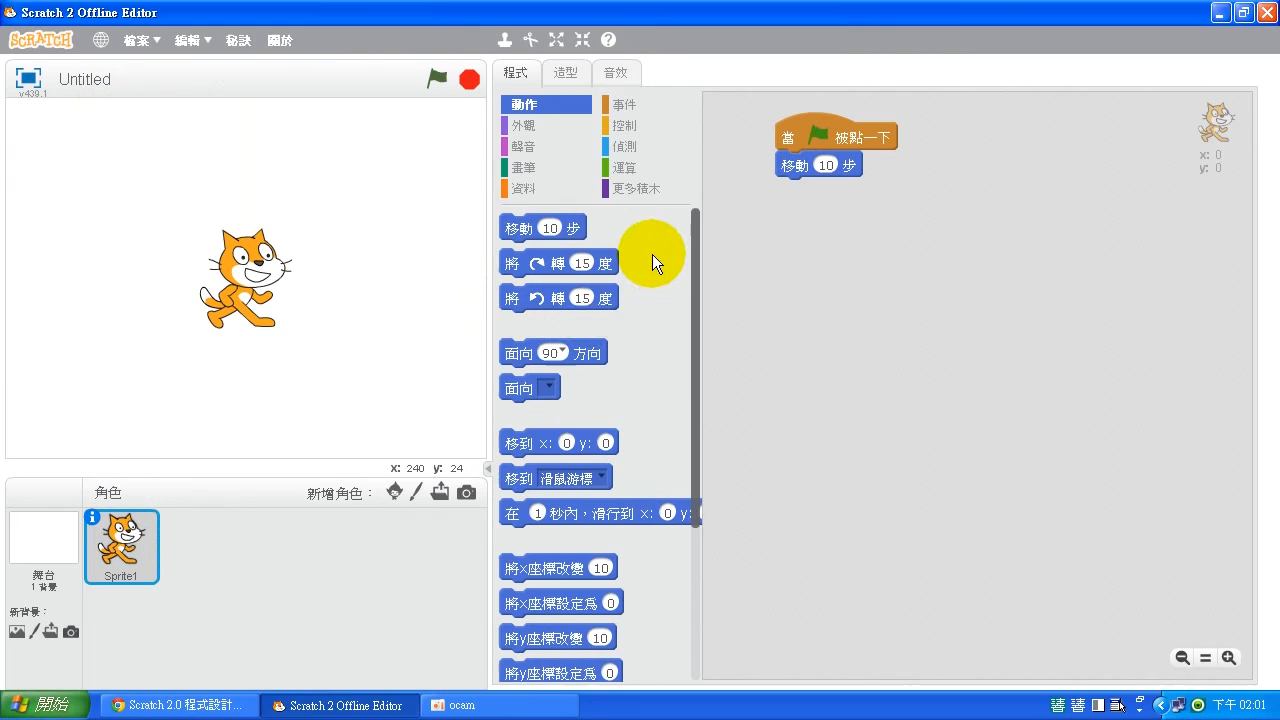 Scratch 2 Offline Editor
SCRATCH 檔案 編輯 秘訣 關於
Untitled
v439.1
程式 造型 音效
動作 事件
外觀 控制
聲音 偵測
畫筆 運算
資料 更多積木
移動 10 步
將 轉 15 度
將 轉 15 度
面向 90 方向
面向
移到 x: 0 y: 0
移到 滑鼠游標
在 1 秒內，滑行到 x: 0 y:
將x座標改變 10
將x座標設定為 0
將y座標改變 10
將y座標設定為 0
當 被點一下
移動 10 步
x: 0
y: 0
x: 240 y: 24
角色 新增角色：
Sprite1
舞台
1 背景
新背景：
開始 Scratch 2.0 程式設計... Scratch 2 Offline Editor ocam 下午 02:01